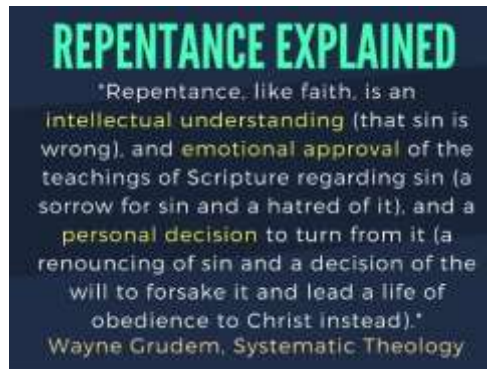 REPENTANCE EXPLAINED
"Repentance, like faith, is an
intellectual understanding (that sin is
wrong), and emotional approval of the
teachings of Scripture regarding sin (a
sorrow for sin and a hatred of it), and a
personal decision to turn from it (a
renouncing of sin and a decision of the
will to forsake it and lead a life of
obedience to Christ instead)."
Wayne Grudem, Systematic Theology